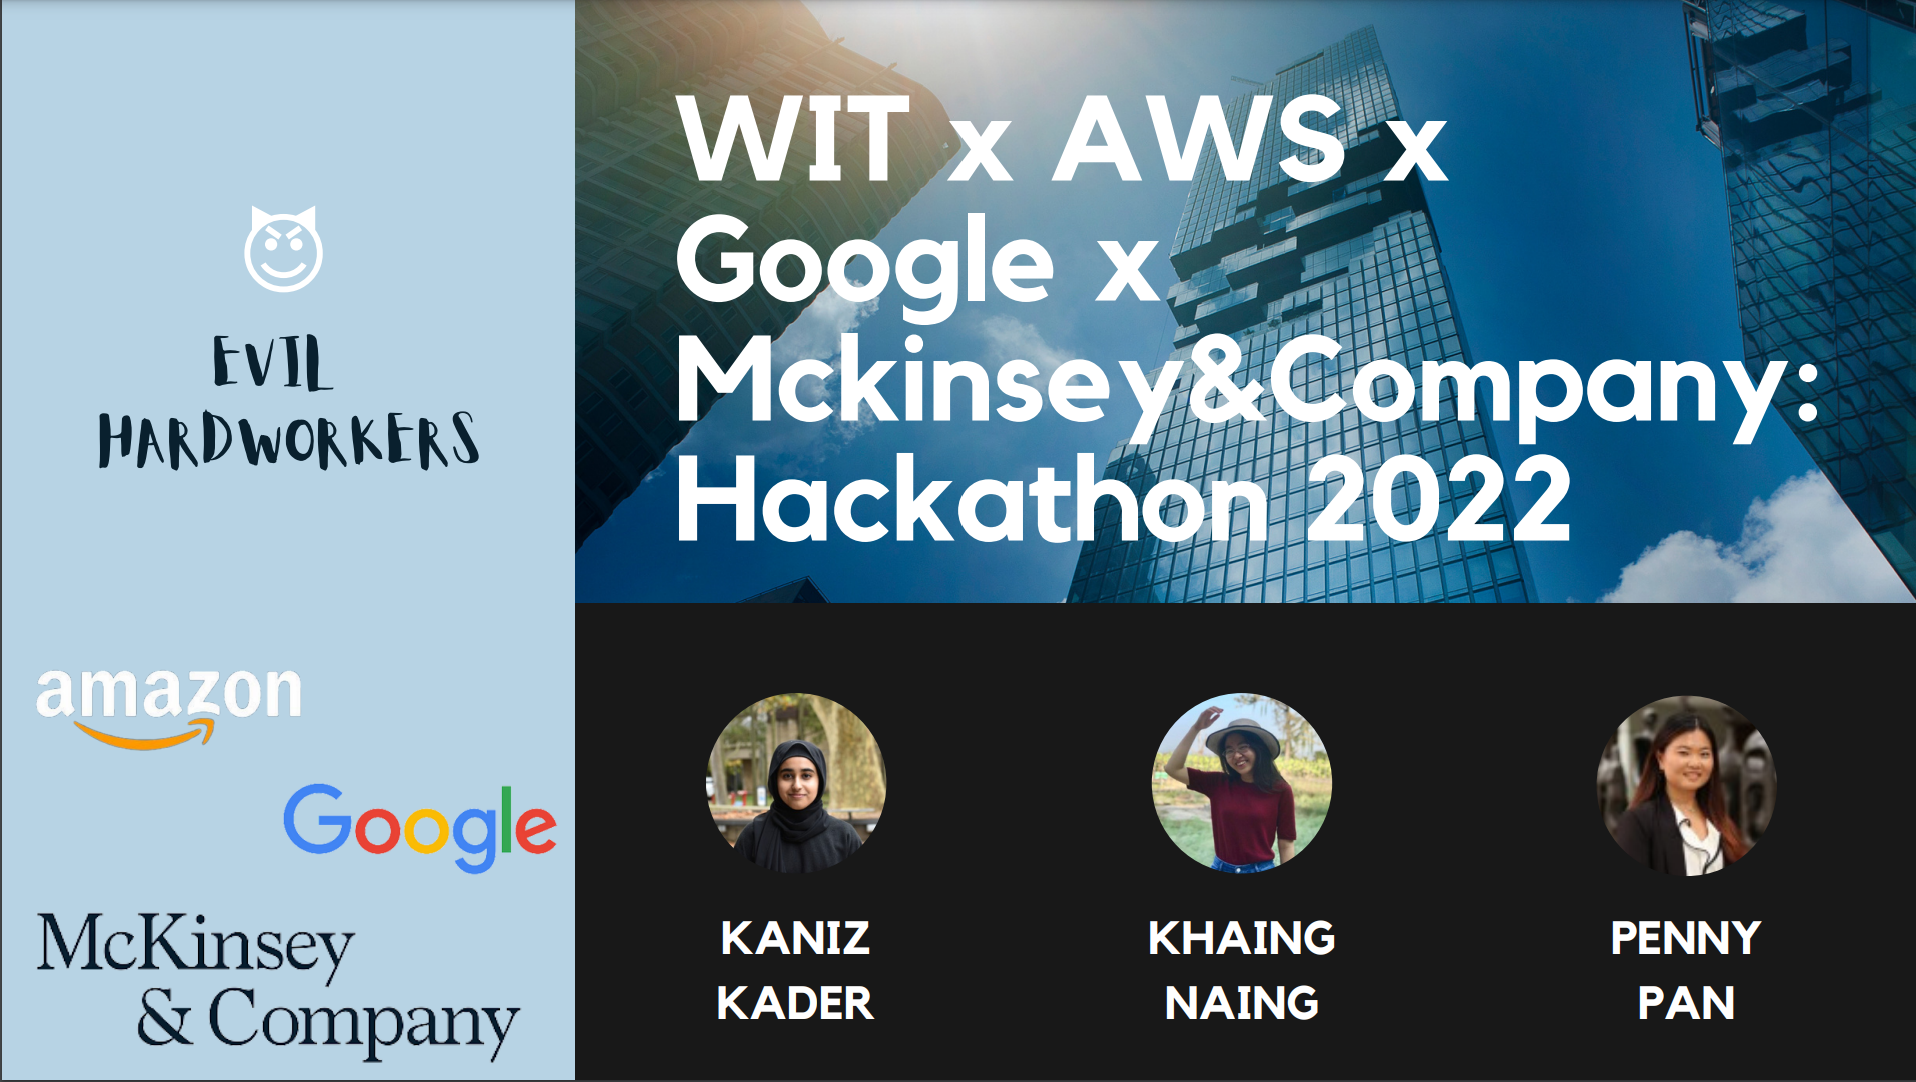 EVIL
HARDWORKERS
amazon
Google
McKinsey
& Company
WIT x AWS x
Google x
Mckinsey&Company:
Hackathon 2022
KANIZ
KADER
KHAING
NAING
PENNY
PAN